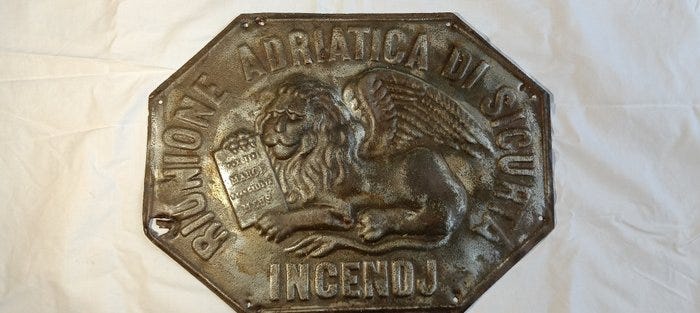 RIUNIONE ADRIATICA DI SICURTA
INCENDJ